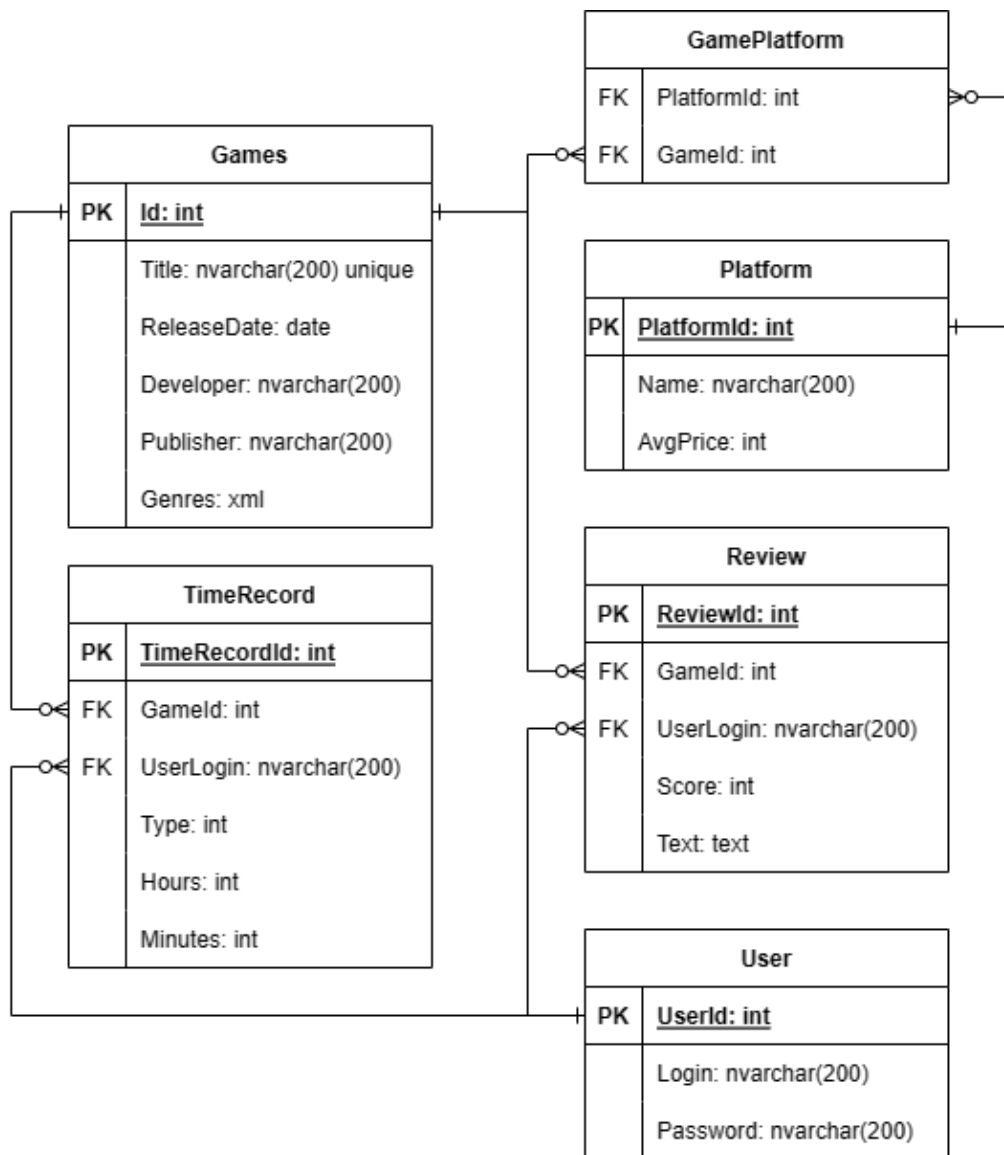 Games
PK Id: int
Title: nvarchar(200) unique
ReleaseDate: date
Developer: nvarchar(200)
Publisher: nvarchar(200)
Genres: xml
TimeRecord
PK TimeRecordId: int
FK GameId: int
FK UserLogin: nvarchar(200)
Type: int
Hours: int
Minutes: int
GamePlatform
FK PlatformId: int
FK GameId: int
Platform
PK PlatformId: int
Name: nvarchar(200)
AvgPrice: int
Review
PK ReviewId: int
FK GameId: int
FK UserLogin: nvarchar(200)
Score: int
Text: text
User
PK UserId: int
Login: nvarchar(200)
Password: nvarchar(200)